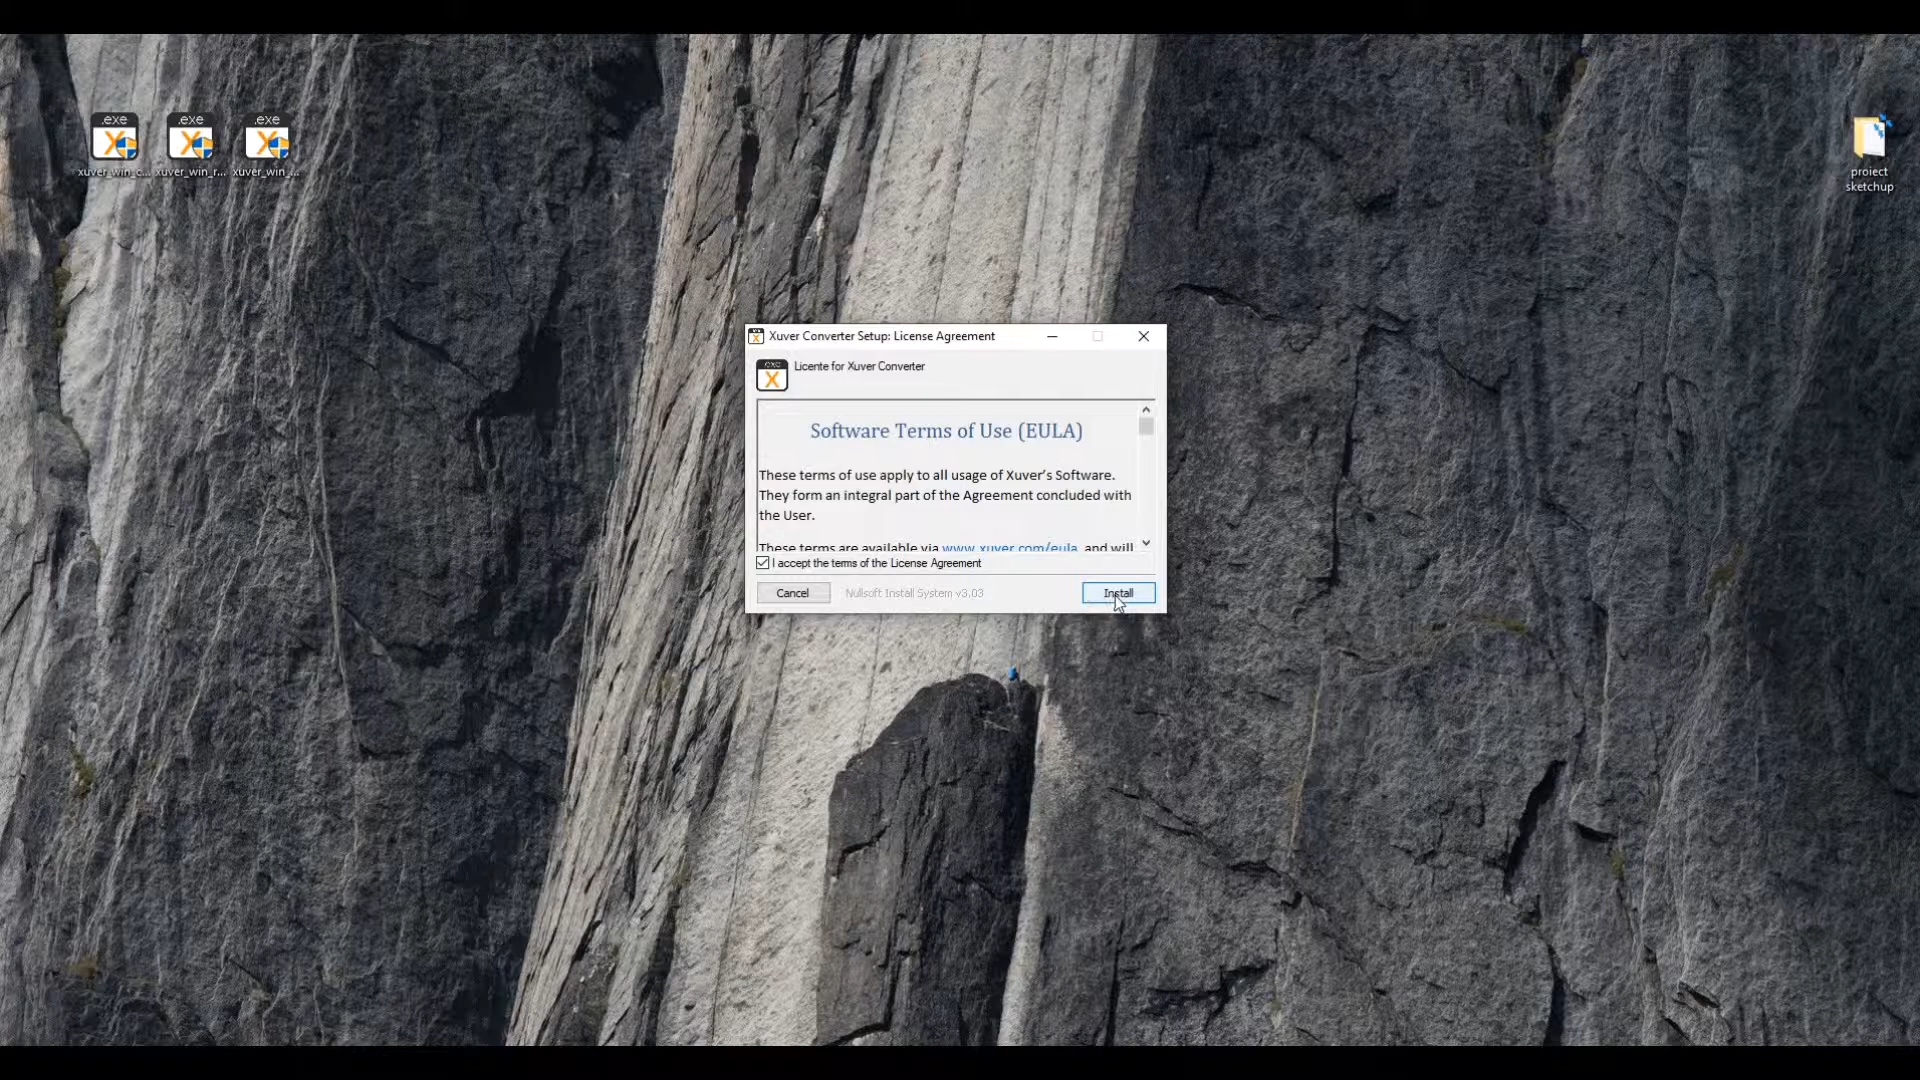 .exe
.exe
.exe
xuver_win_c...
xuver_win_r...
xuver_win_...
project
sketchup
Xuver Converter Setup: License Agreement
.exe
X
Licente for Xuver Converter
Software Terms of Use (EULA)
These terms of use apply to all usage of Xuver's Software.
They form an integral part of the Agreement concluded with
the User.
These terms are available via www.xuver.com/eula, and will
I accept the terms of the License Agreement
Cancel
Nullsoft Install System v3.03
Install